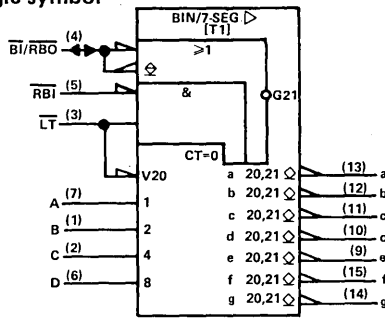 gic symbol
BIN/7-SEG ▷
[T1]
BI/RBO (4)
≥1
RBI (5)
&
G21
LT (3)
CT=0
V20
A (7) 1
B (1) 2
C (2) 4
D (6) 8
a 20,21 (13) a
b 20,21 (12) b
c 20,21 (11) c
d 20,21 (10) d
e 20,21 (9) e
f 20,21 (15) f
g 20,21 (14) g